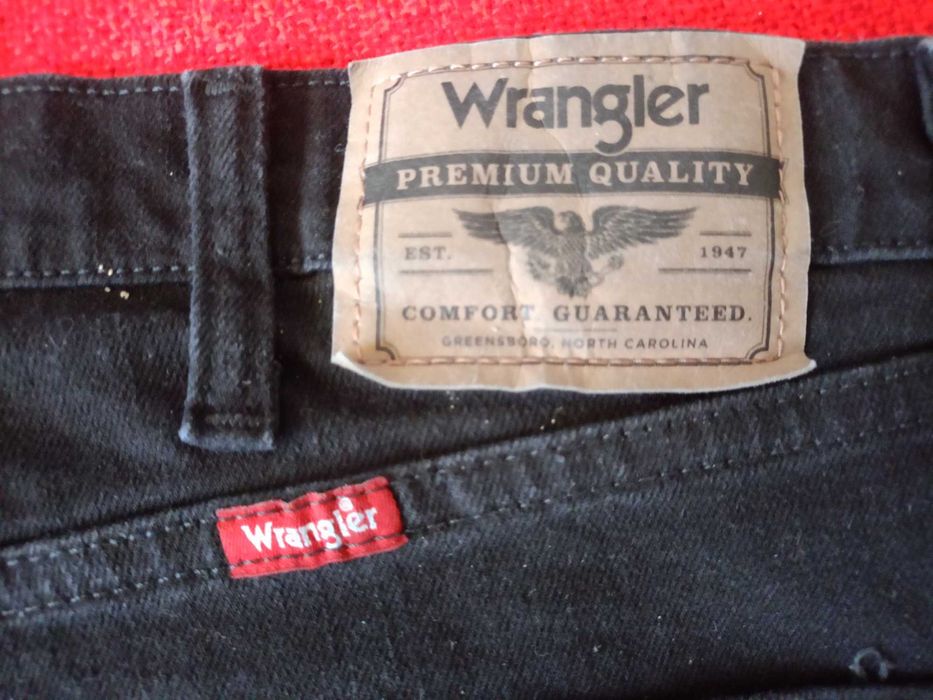 Wrangler
PREMIUM QUALITY
EST. 1947
COMFORT GUARANTEED.
GREENSBORO, NORTH CAROLINA
Wrangler